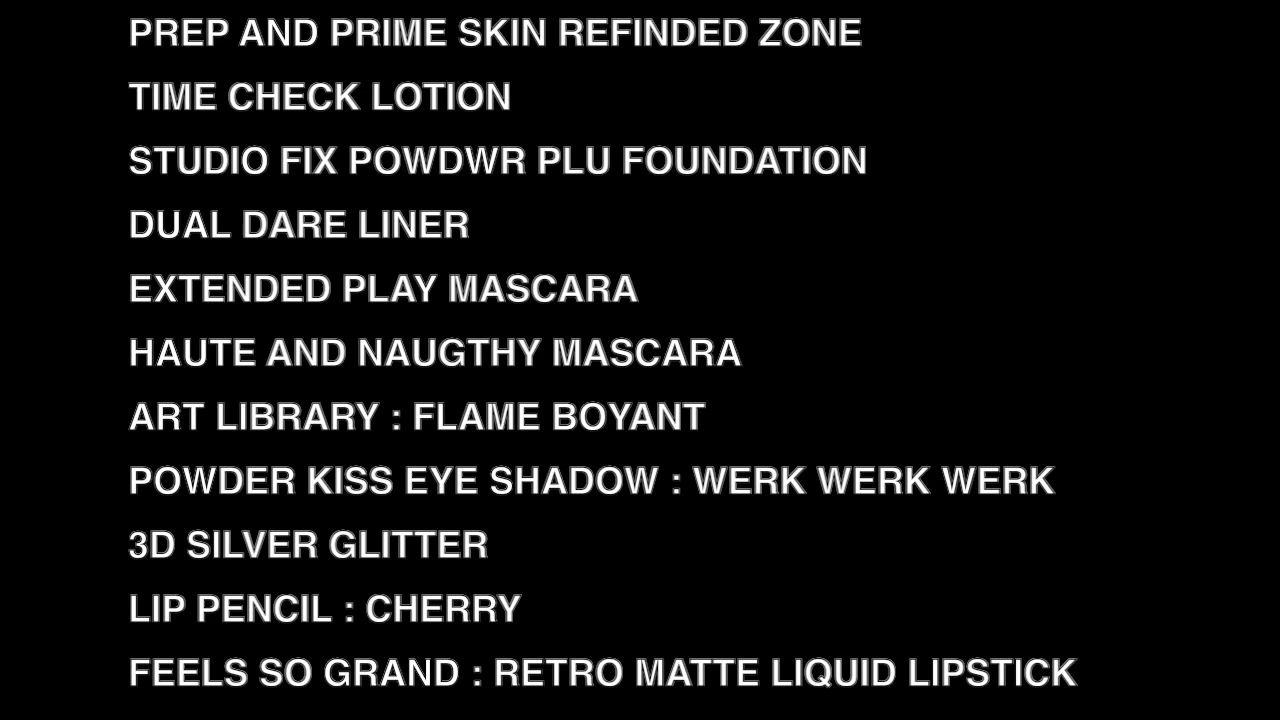 PREP AND PRIME SKIN REFINDED ZONE
TIME CHECK LOTION
STUDIO FIX POWDWR PLU FOUNDATION
DUAL DARE LINER
EXTENDED PLAY MASCARA
HAUTE AND NAUGTHY MASCARA
ART LIBRARY : FLAME BOYANT
POWDER KISS EYE SHADOW : WERK WERK WERK
3D SILVER GLITTER
LIP PENCIL : CHERRY
FEELS SO GRAND : RETRO MATTE LIQUID LIPSTICK